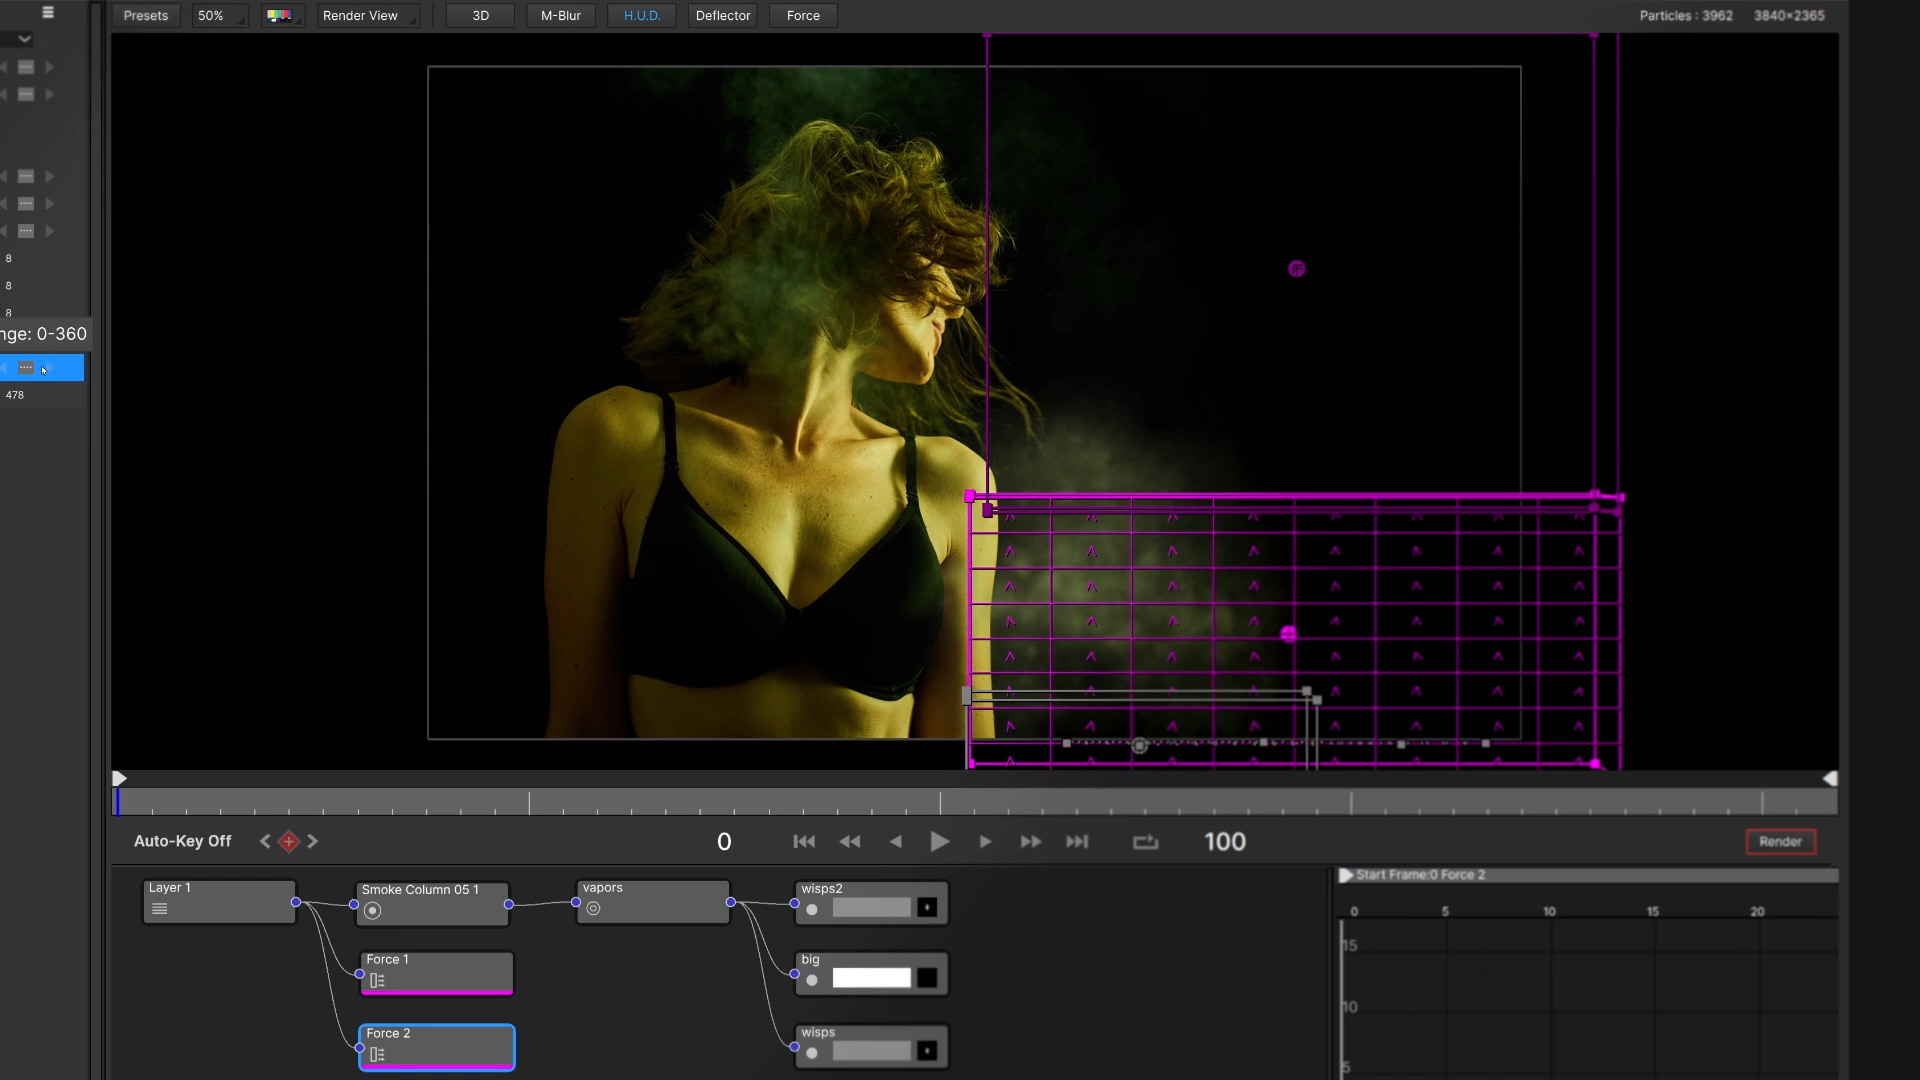 Presets 50% Render View 3D M-Blur H.U.D. Deflector Force Particles : 3962 3840×2365
8
8
8
nge: 0-360
478
Auto-Key Off 0 100 Render
Layer 1
Smoke Column 05 1
vapors
wisps2
Force 1
big
Force 2
wisps
Start Frame:0 Force 2
0 5 10 15 20
15
10
5